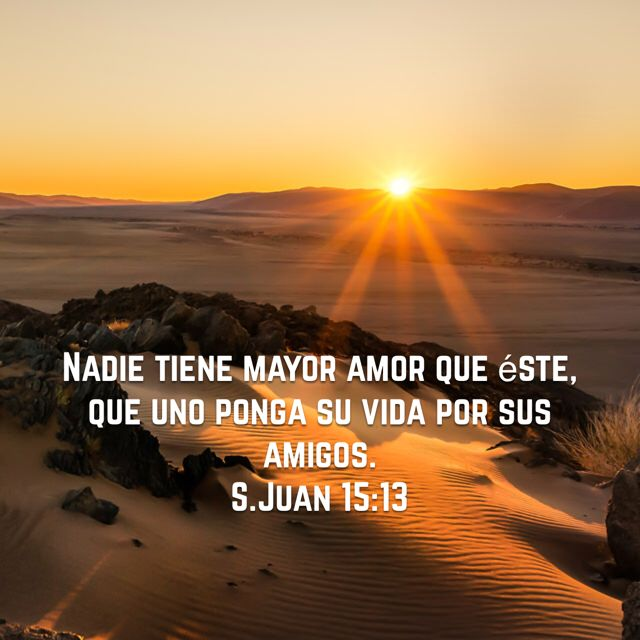 Nadie tiene mayor amor que éste,
que uno ponga su vida por sus
amigos.
S.Juan 15:13